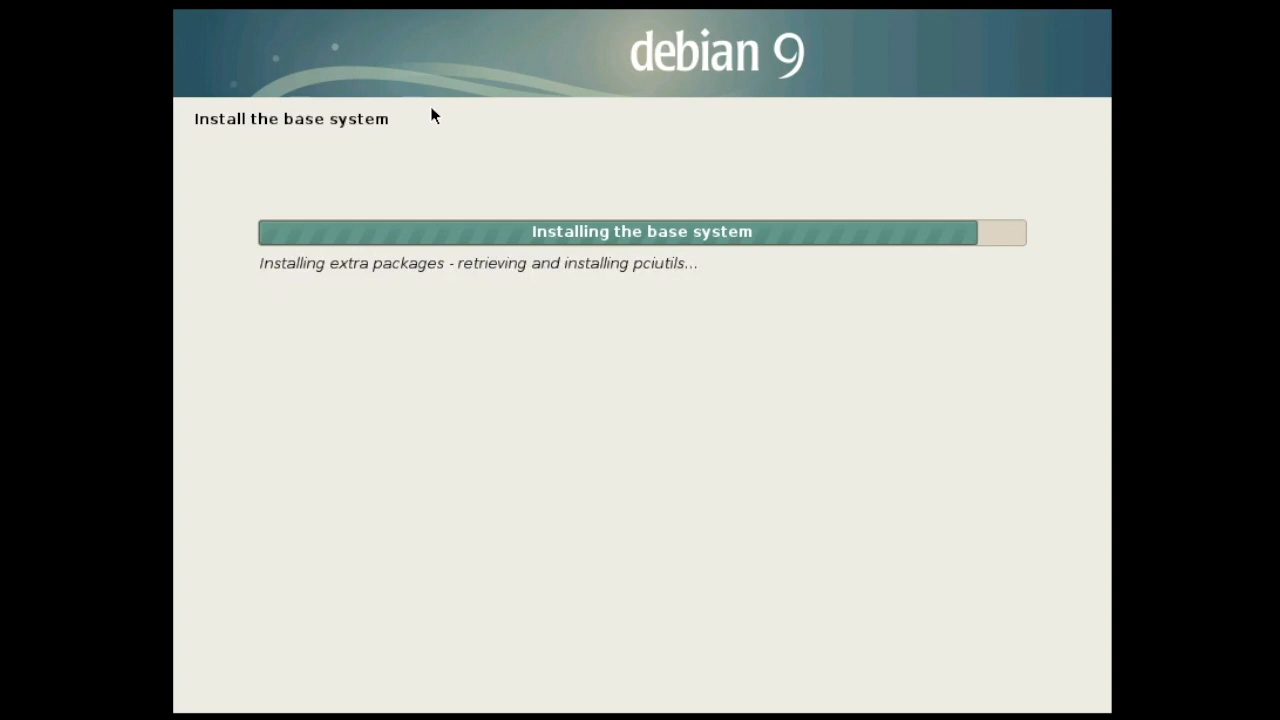 debian 9
Install the base system
Installing the base system
Installing extra packages - retrieving and installing pciutils...